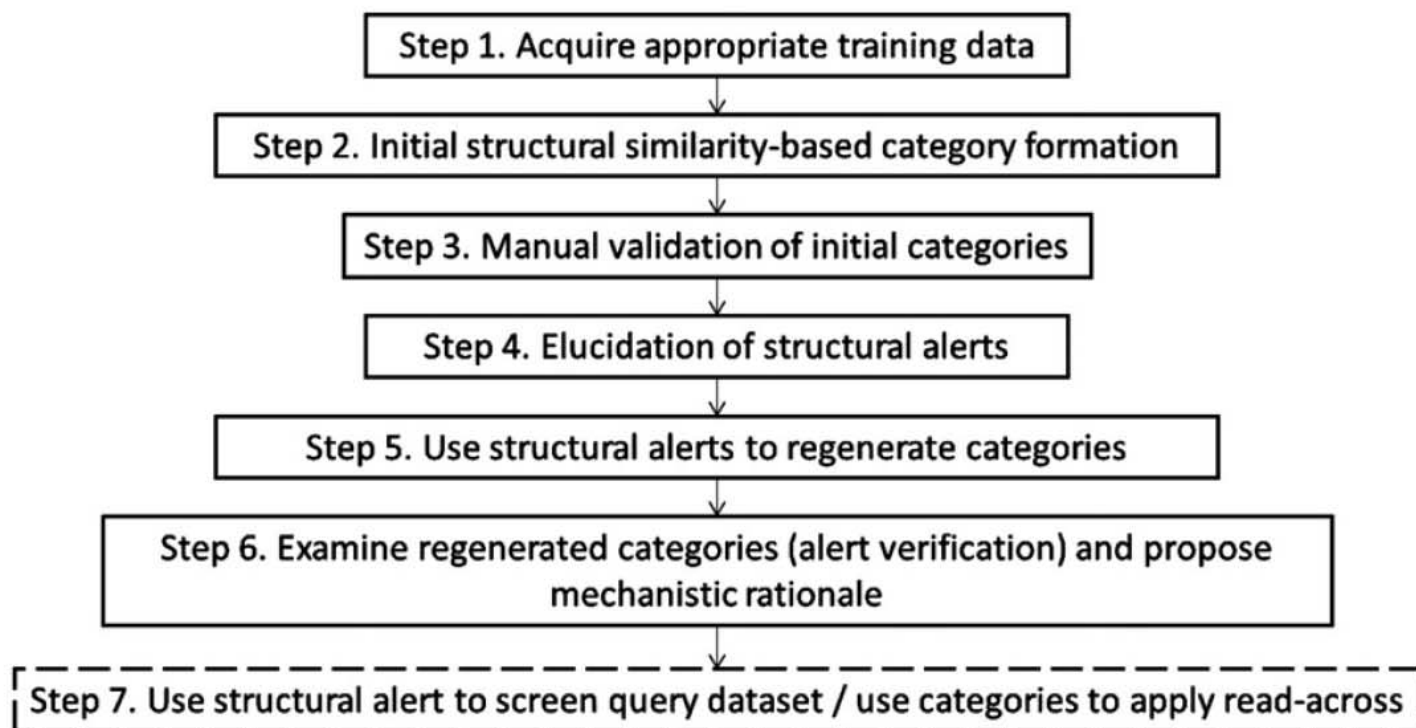 Step 1. Acquire appropriate training data
Step 2. Initial structural similarity-based category formation
Step 3. Manual validation of initial categories
Step 4. Elucidation of structural alerts
Step 5. Use structural alerts to regenerate categories
Step 6. Examine regenerated categories (alert verification) and propose
mechanistic rationale
Step 7. Use structural alert to screen query dataset / use categories to apply read-across